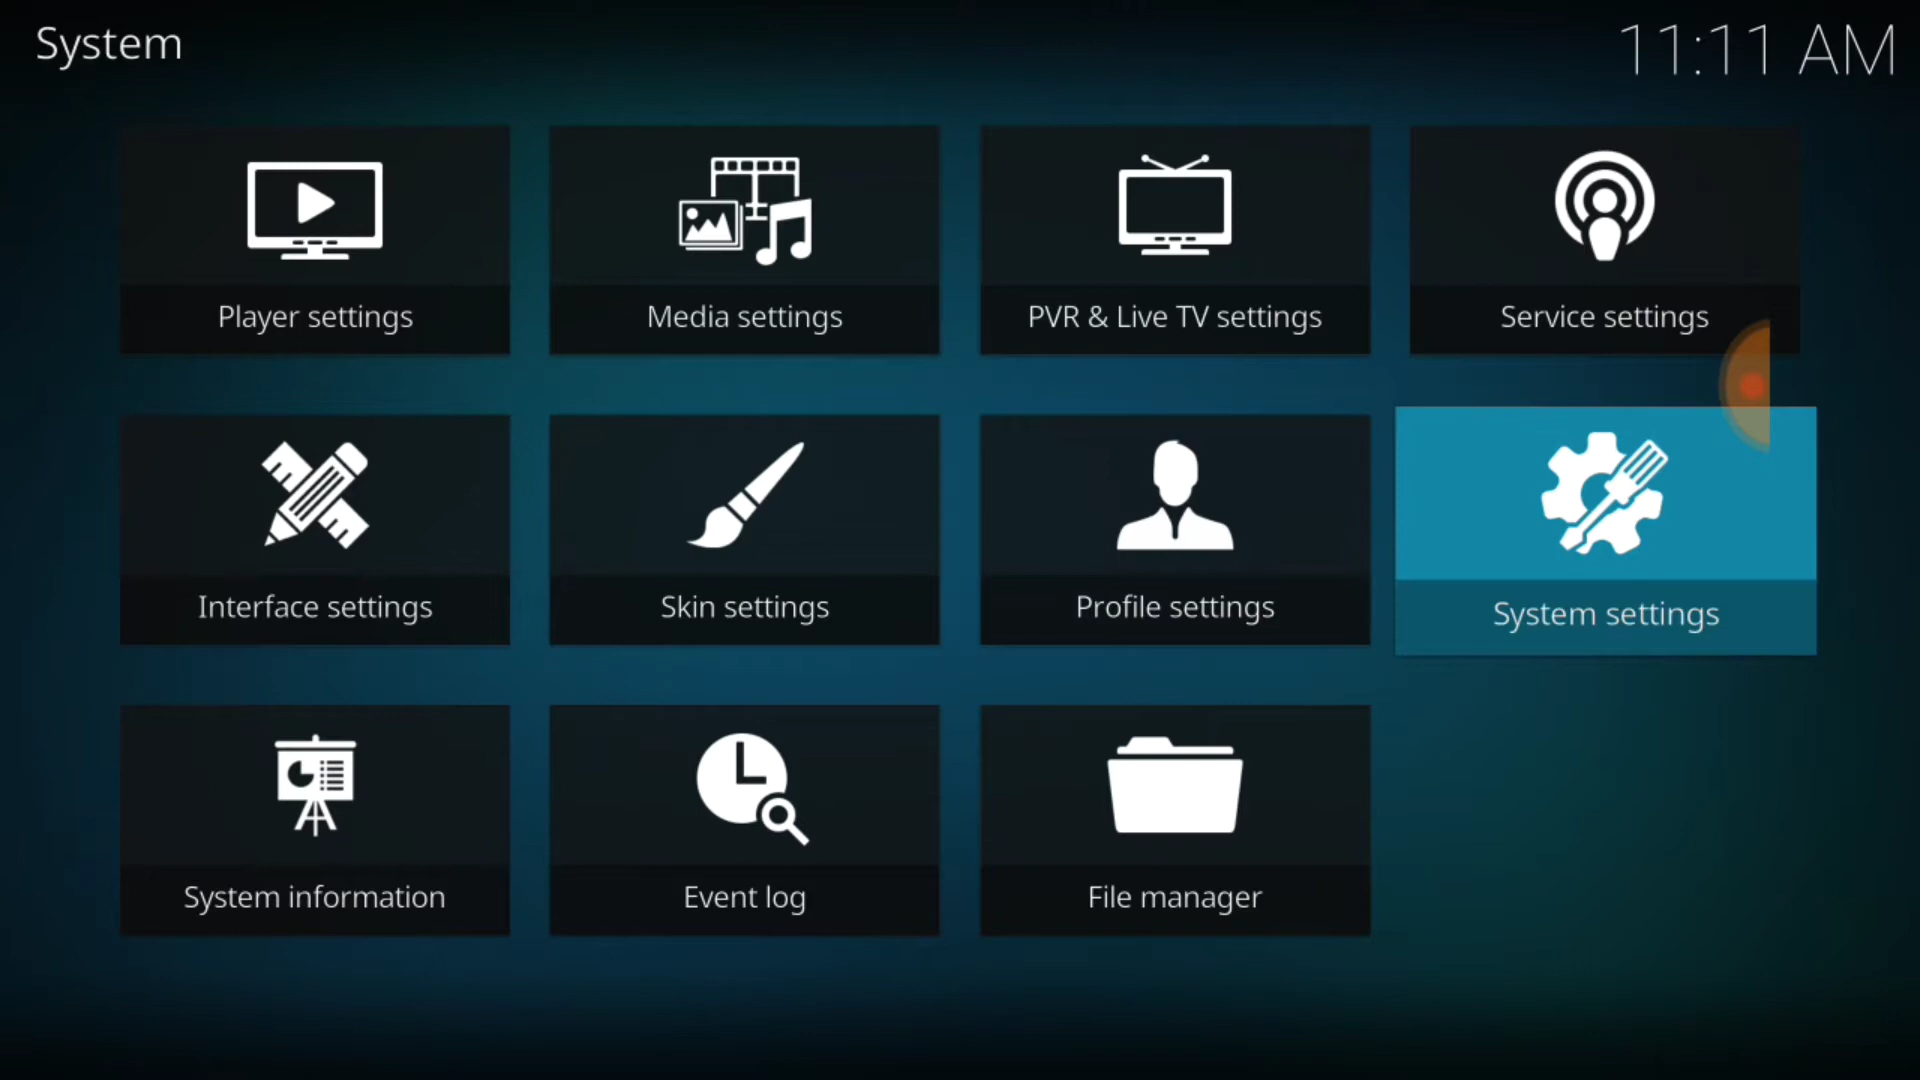 System
11:11 AM
Player settings
Media settings
PVR & Live TV settings
Service settings
Interface settings
Skin settings
Profile settings
System settings
System information
Event log
File manager